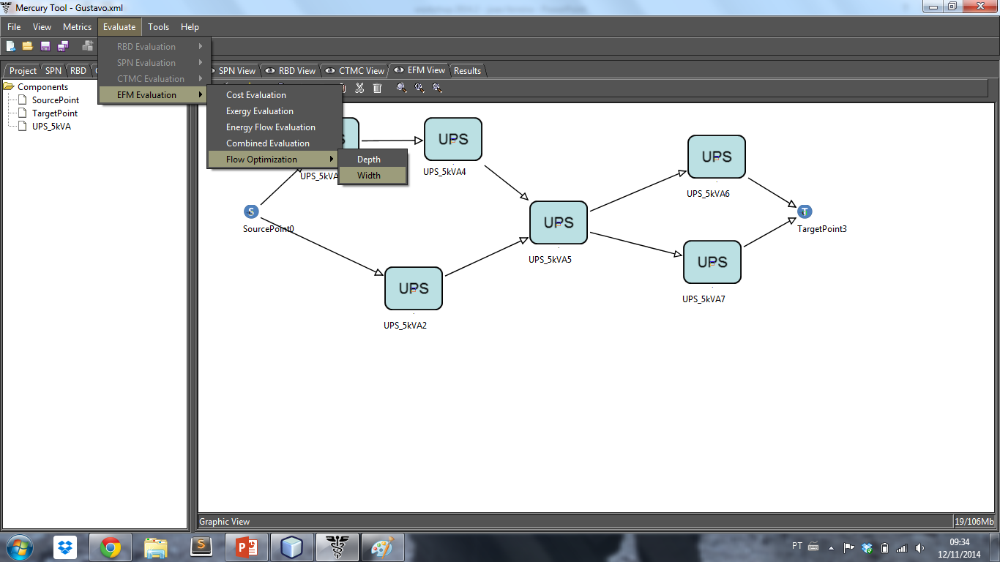 Mercury Tool - Gustavo.xml
File View Metrics Evaluate Tools Help
RBD Evaluation
SPN Evaluation
CTMC Evaluation
EFM Evaluation
Cost Evaluation
Exergy Evaluation
Energy Flow Evaluation
Combined Evaluation
Flow Optimization
Depth
Width
Project SPN RBD
SPN View RBD View CTMC View EFM View Results
Components
SourcePoint
TargetPoint
UPS_5kVA
UPS_5kVA
UPS
UPS_5kVA4
UPS
UPS_5kVA6
S
SourcePoint0
UPS
UPS_5kVA5
T
TargetPoint3
UPS
UPS_5kVA7
UPS
UPS_5kVA2
Graphic View
19/106Mb
PT
09:34
12/11/2014